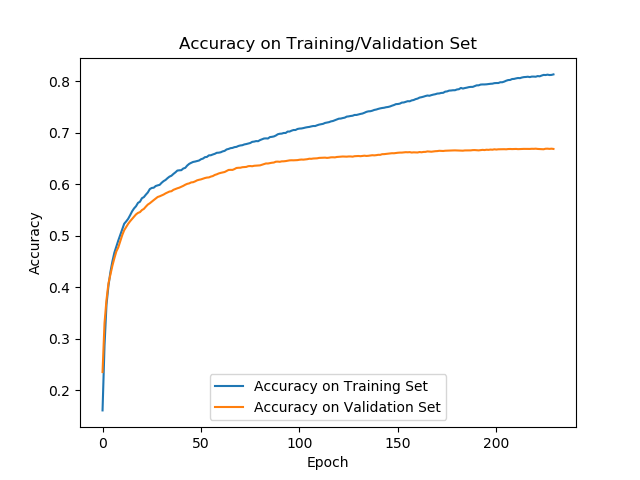 Accuracy on Training/Validation Set
0.8
0.7
0.6
0.5
0.4
0.3
0.2
Accuracy
Accuracy on Training Set
Accuracy on Validation Set
0 50 100 150 200
Epoch